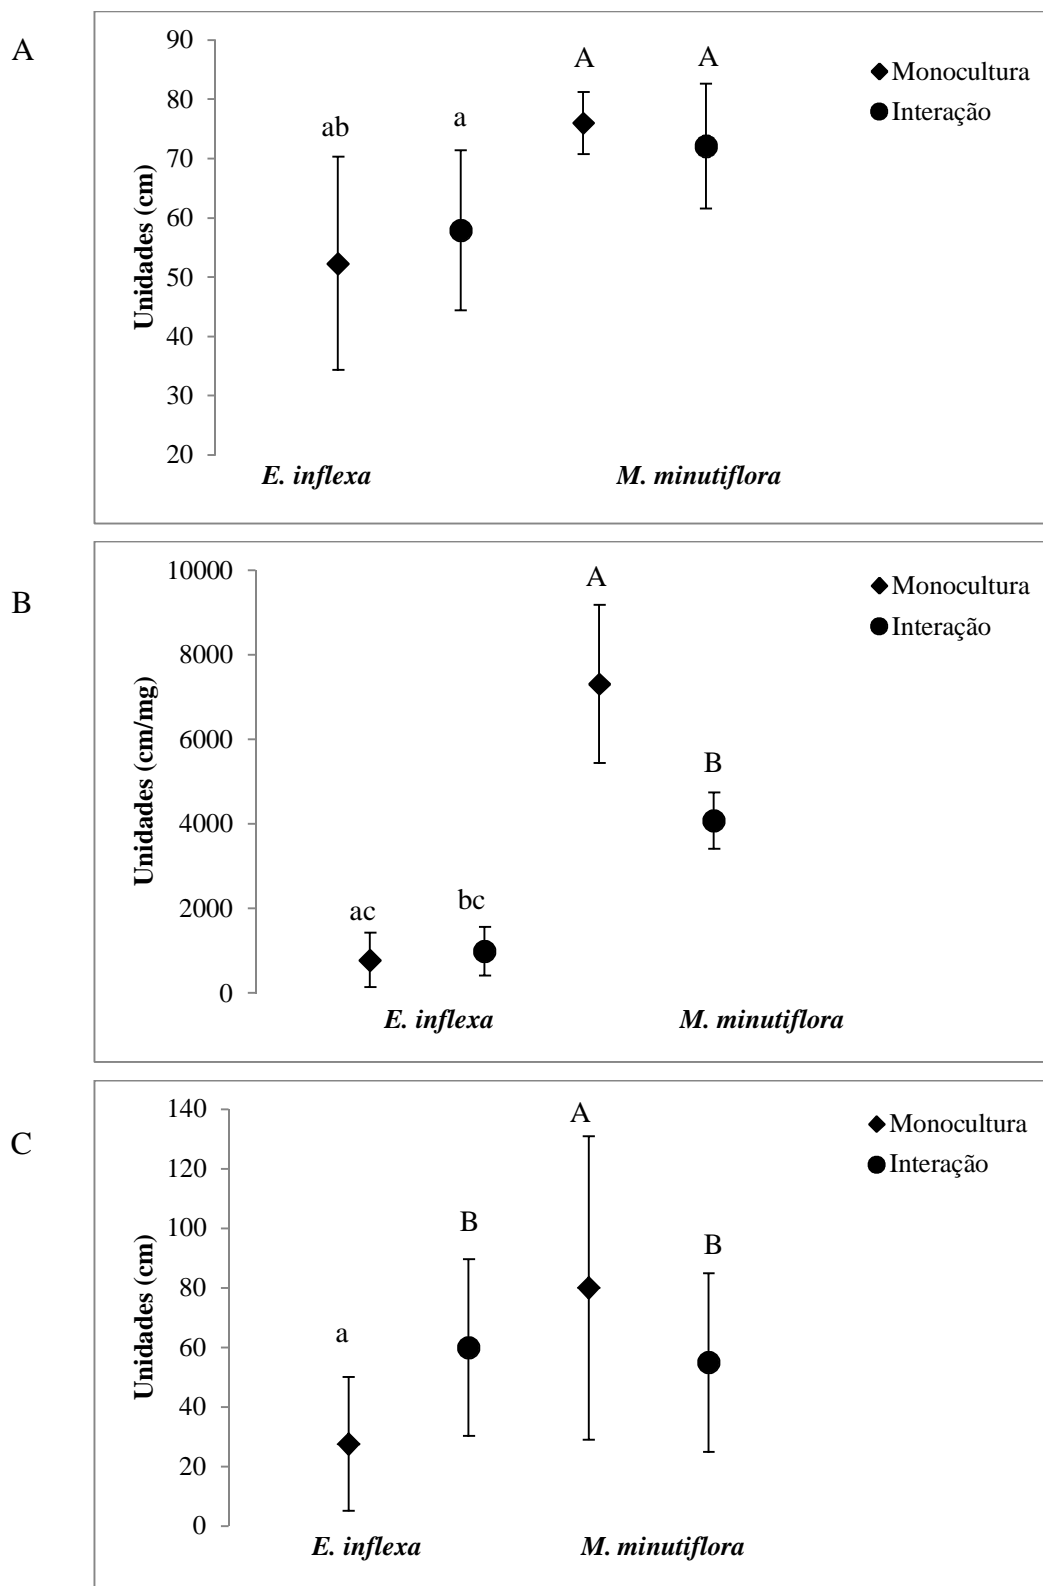 A
90
80
70
60
50
40
30
20
Unidades (cm)
ab
a
A
A
Monocultura
Interação
E. inflexa
M. minutiflora
B
10000
8000
6000
4000
2000
0
Unidades (cm/mg)
ac
bc
A
B
Monocultura
Interação
E. inflexa
M. minutiflora
C
140
120
100
80
60
40
20
0
Unidades (cm)
a
B
A
B
Monocultura
Interação
E. inflexa
M. minutiflora